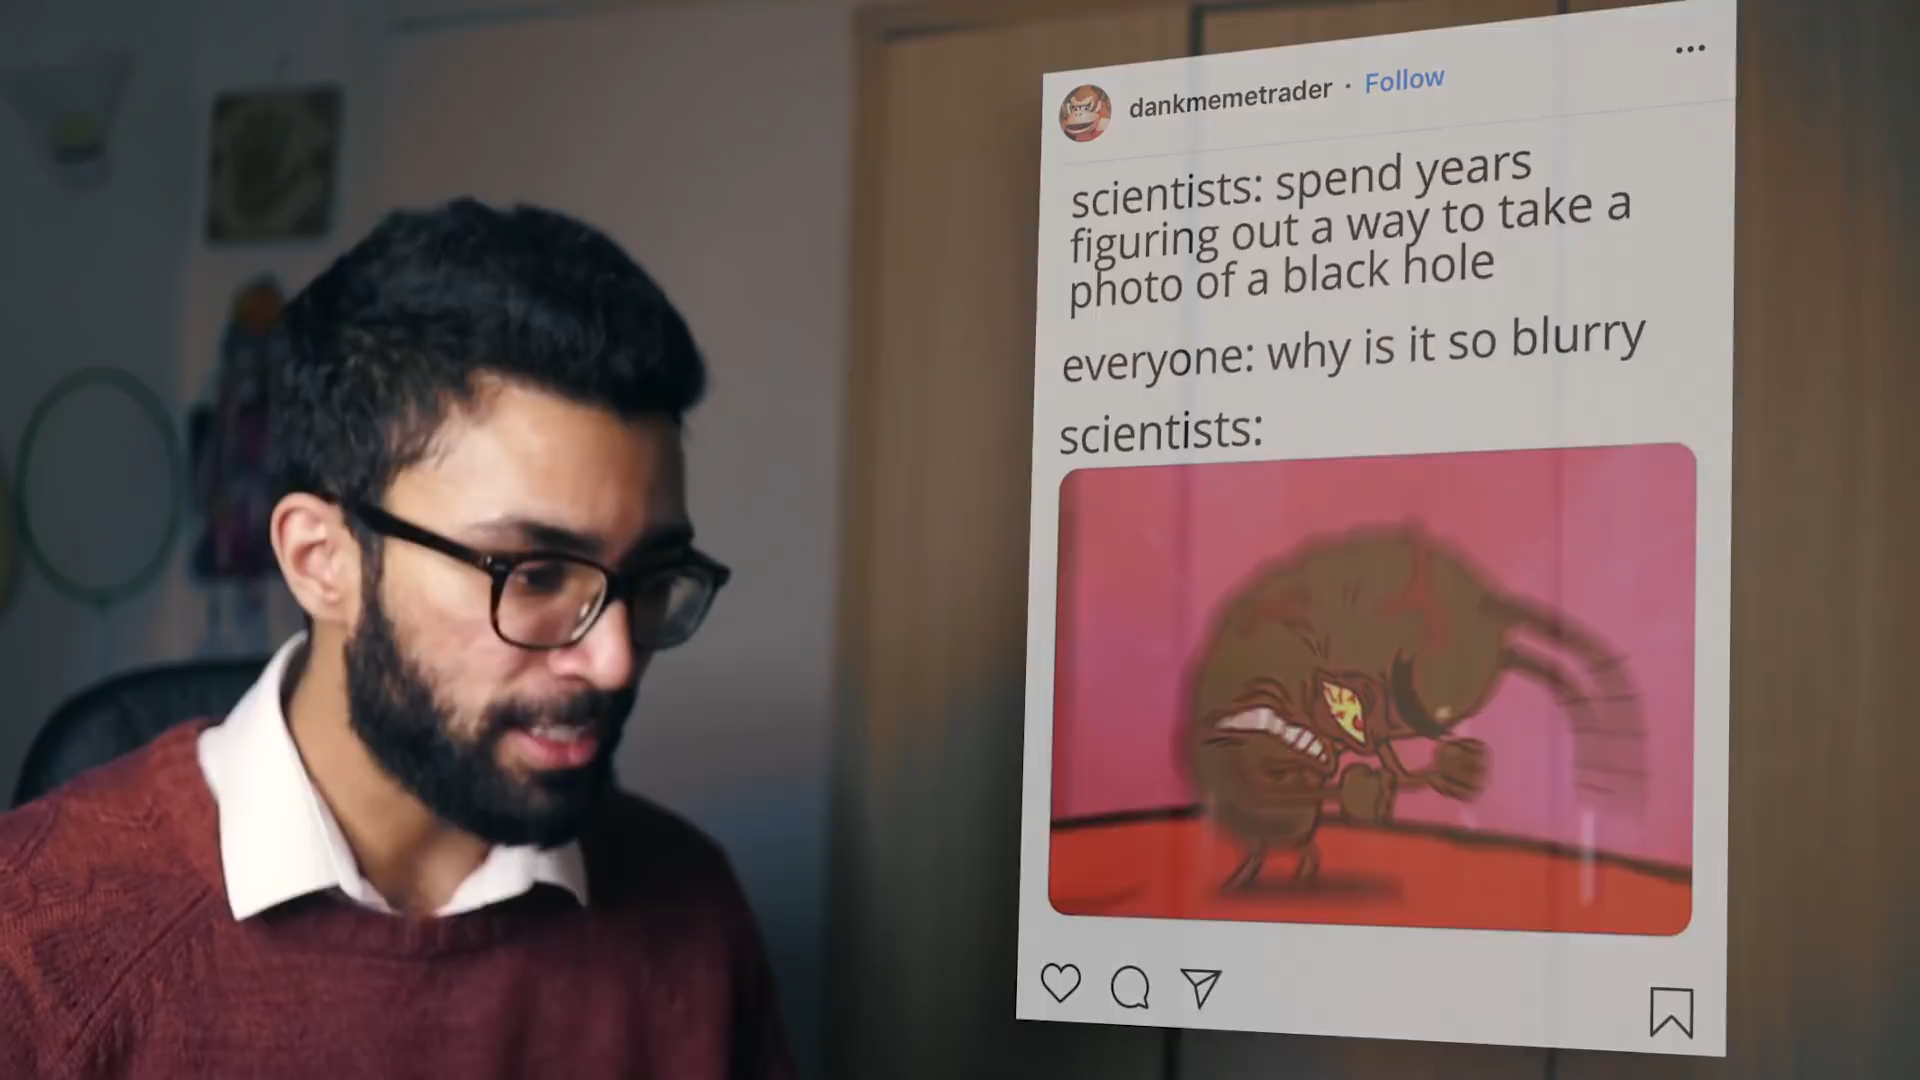 dankmemetrader · Follow
scientists: spend years
figuring out a way to take a
photo of a black hole
everyone: why is it so blurry
scientists: